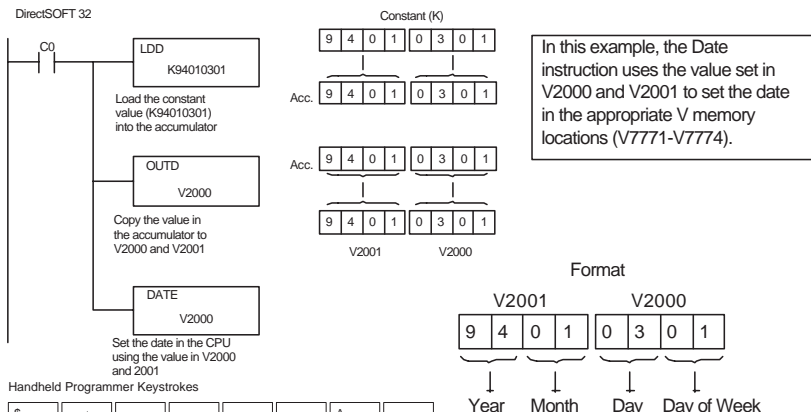 DirectSOFT 32
C0
LDD
K94010301
Load the constant
value (K94010301)
into the accumulator
OUTD
V2000
Copy the value in
the accumulator to
V2000 and V2001
DATE
V2000
Set the date in the CPU
using the value in V2000
and 2001
Constant (K)
9 4 0 1 0 3 0 1
Acc. 9 4 0 1 0 3 0 1
Acc. 9 4 0 1 0 3 0 1
9 4 0 1 0 3 0 1
V2001 V2000
In this example, the Date
instruction uses the value set in
V2000 and V2001 to set the date
in the appropriate V memory
locations (V7771-V7774).
Format
V2001 V2000
9 4 0 1 0 3 0 1
Year Month Day Day of Week
Handheld Programmer Keystrokes